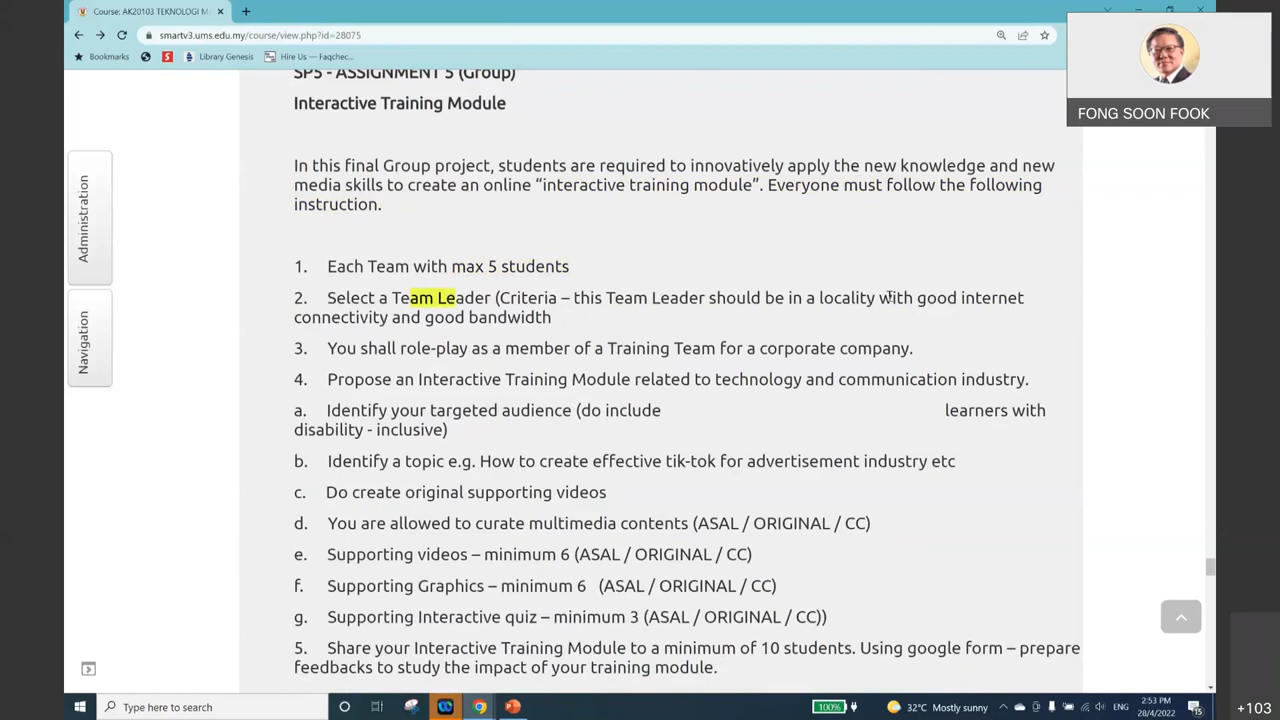 Course: AK20103 TEKNOLOGI M
smartv3.ums.edu.my/course/view.php?id=28075
Bookmarks
Library Genesis
Hire Us — Faqchec...
FONG SOON FOOK
SP5 - ASSIGNMENT 5 (Group)
Interactive Training Module
In this final Group project, students are required to innovatively apply the new knowledge and new
media skills to create an online “interactive training module”. Everyone must follow the following
instruction.
Administration
Navigation
1. Each Team with max 5 students
2. Select a Team Leader (Criteria – this Team Leader should be in a locality with good internet
connectivity and good bandwidth
3. You shall role-play as a member of a Training Team for a corporate company.
4. Propose an Interactive Training Module related to technology and communication industry.
a. Identify your targeted audience (do include learners with
disability - inclusive)
b. Identify a topic e.g. How to create effective tik-tok for advertisement industry etc
c. Do create original supporting videos
d. You are allowed to curate multimedia contents (ASAL / ORIGINAL / CC)
e. Supporting videos – minimum 6 (ASAL / ORIGINAL / CC)
f. Supporting Graphics – minimum 6 (ASAL / ORIGINAL / CC)
g. Supporting Interactive quiz – minimum 3 (ASAL / ORIGINAL / CC))
5. Share your Interactive Training Module to a minimum of 10 students. Using google form – prepare
feedbacks to study the impact of your training module.
Type here to search
100%
32°C Mostly sunny
ENG
2:53 PM
28/4/2022
15
+103